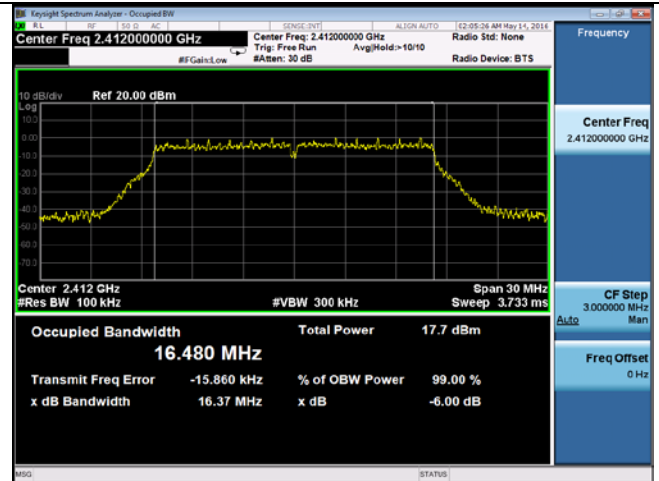 Keysight Spectrum Analyzer - Occupied BW
RL RF 50 Ω AC SENSE:INT ALIGN AUTO 02:05:26 AM May 14, 2016
Center Freq 2.412000000 GHz
Center Freq: 2.412000000 GHz
Radio Std: None
Trig: Free Run Avg|Hold:>10/10
#IFGain:Low #Atten: 30 dB Radio Device: BTS
Frequency
10 dB/div Ref 20.00 dBm
Log
10.0
0.00
-10.0
-20.0
-30.0
-40.0
-50.0
-60.0
-70.0
Center 2.412 GHz Span 30 MHz
#Res BW 100 kHz #VBW 300 kHz Sweep 3.733 ms
Occupied Bandwidth Total Power 17.7 dBm
16.480 MHz
Transmit Freq Error -15.860 kHz % of OBW Power 99.00 %
x dB Bandwidth 16.37 MHz x dB -6.00 dB
Center Freq
2.412000000 GHz
CF Step
3.000000 MHz
Auto Man
Freq Offset
0 Hz
MSG STATUS